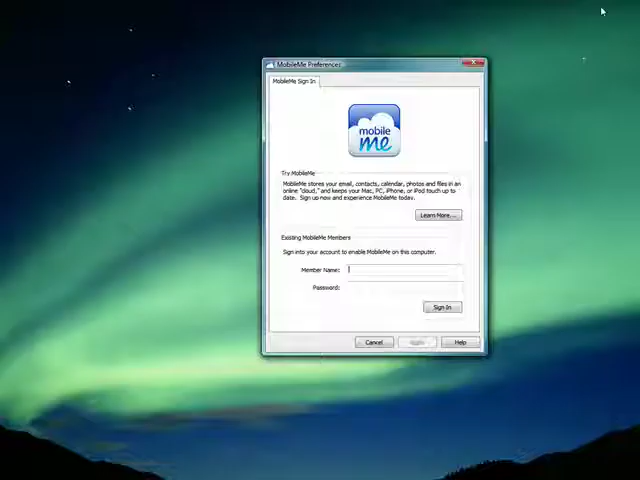 MobileMe Preferences
MobileMe Sign In
mobile
me
Try MobileMe
MobileMe stores your email, contacts, calendar, photos and files in an
online "cloud", and keeps your Mac, PC, iPhone, or iPod touch up to
date. Sign up now and experience MobileMe today.
Learn More...
Existing MobileMe Members
Sign into your account to enable MobileMe on this computer.
Member Name:
Password:
Sign In
Cancel
Help